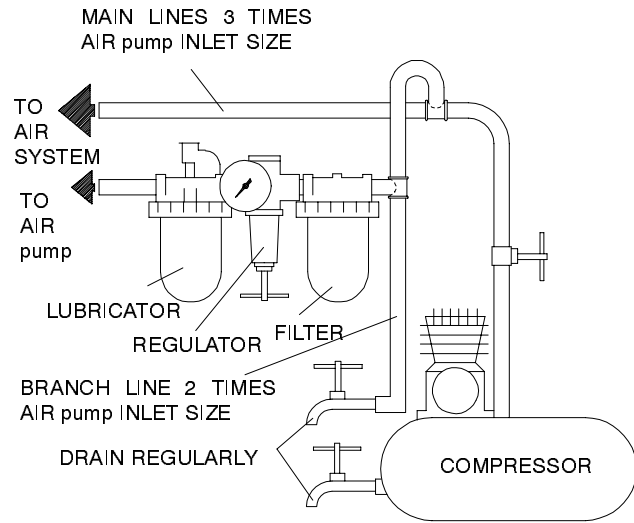 MAIN LINES 3 TIMES
AIR pump INLET SIZE
TO
AIR
SYSTEM
TO
AIR
pump
LUBRICATOR
REGULATOR
FILTER
BRANCH LINE 2 TIMES
AIR pump INLET SIZE
DRAIN REGULARLY
COMPRESSOR